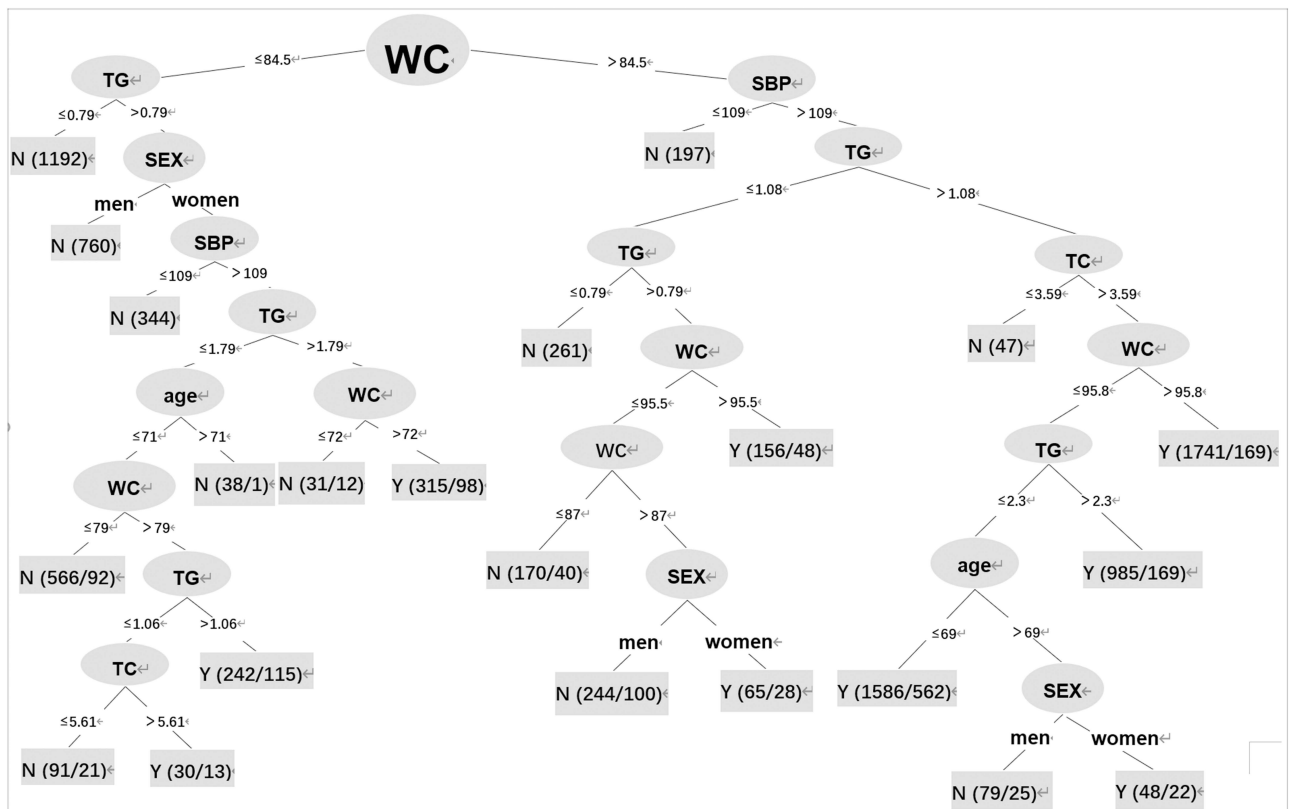 WC
≤84.5
>84.5
TG
SBP
≤0.79
>0.79
≤109
>109
N (1192)
SEX
N (197)
TG
men
women
≤1.08
>1.08
N (760)
SBP
TG
TC
≤109
>109
≤0.79
>0.79
≤3.59
>3.59
N (344)
TG
N (261)
WC
N (47)
WC
≤1.79
>1.79
≤95.5
>95.5
≤95.8
>95.8
age
WC
WC
Y (156/48)
TG
Y (1741/169)
≤71
>71
≤72
>72
WC
N (38/1)
N (31/12)
Y (315/98)
≤87
>87
≤2.3
>2.3
≤79
>79
N (566/92)
TG
N (170/40)
SEX
age
Y (985/169)
≤1.06
>1.06
men
women
≤69
>69
TC
Y (242/115)
N (244/100)
Y (65/28)
Y (1586/562)
SEX
≤5.61
>5.61
men
women
N (91/21)
Y (30/13)
N (79/25)
Y (48/22)